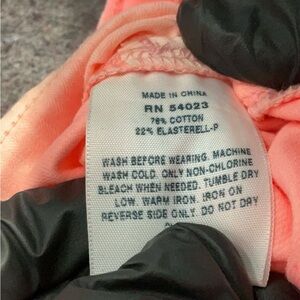 MADE IN CHINA
RN 54023
78% COTTON
22% ELASTERELL-P
WASH BEFORE WEARING. MACHINE
WASH COLD. ONLY NON-CHLORINE
BLEACH WHEN NEEDED. TUMBLE DRY
LOW. WARM IRON. IRON ON
REVERSE SIDE ONLY. DO NOT DRY